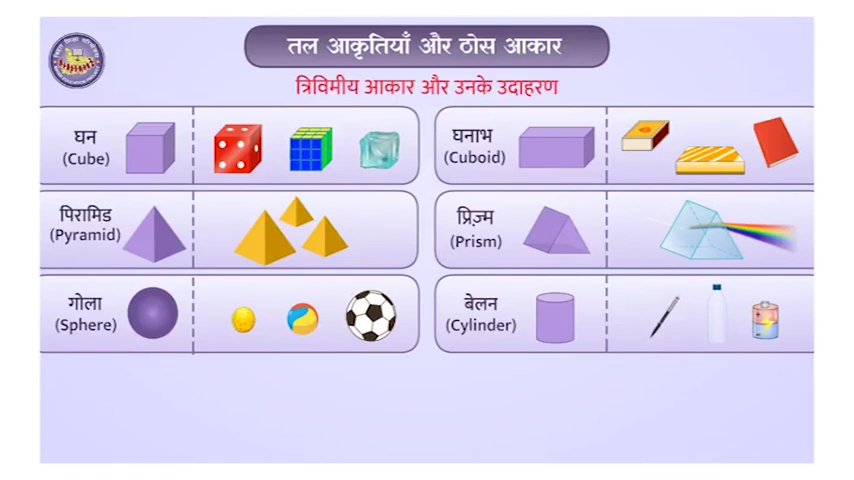 तल आकृतियाँ और ठोस आकार
त्रिविमीय आकार और उनके उदाहरण
घन
(Cube)
घनाभ
(Cuboid)
पिरामिड
(Pyramid)
प्रिज़्म
(Prism)
गोला
(Sphere)
बेलन
(Cylinder)